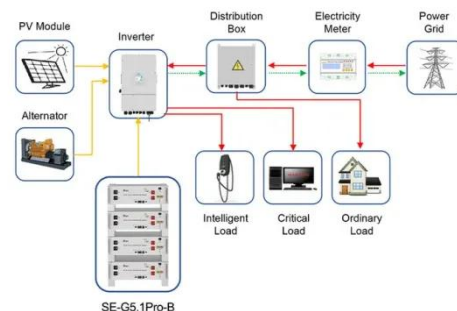 PV Module
Inverter
Distribution
Box
Electricity
Meter
Power
Grid
Alternator
Intelligent
Load
Critical
Load
Ordinary
Load
SE-G5.1Pro-B